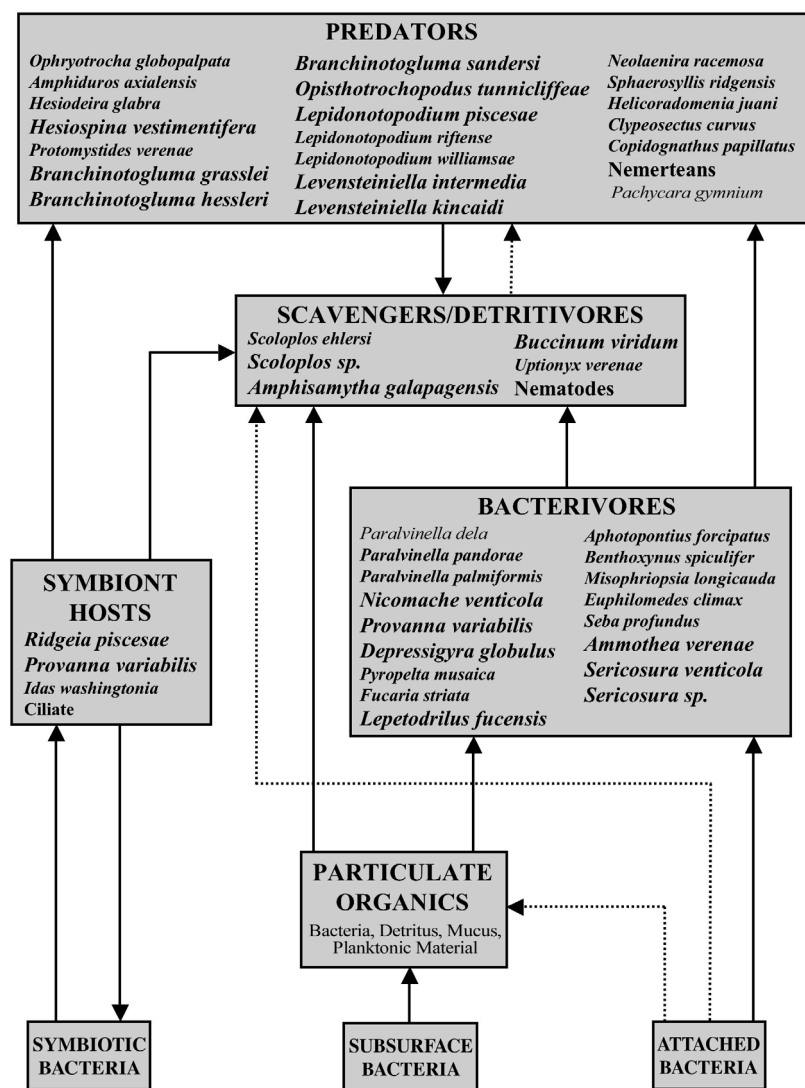 PREDATORS
Ophryotrocha globopalpata
Amphiduros axialensis
Hesiodeira glabra
Hesiospina vestimentifera
Protomystides verenae
Branchinotogluma grasslei
Branchinotogluma hessleri
Branchinotogluma sandersi
Opisthotrochopodus tunnicliffeae
Lepidonotopodium piscesae
Lepidonotopodium riftense
Lepidonotopodium williamsae
Levensteiniella intermedia
Levensteiniella kincaidi
Neolaenira racemosa
Sphaerosyllis ridgensis
Helicoradomenia juani
Clypeosectus curvus
Copidognathus papillatus
Nemerteans
Pachycara gymnium
SCAVENGERS/DETRITIVORES
Scoloplos ehlersi
Scoloplos sp.
Amphisamytha galapagensis
Buccinum viridum
Uptionyx verenae
Nematodes
BACTERIVORES
Paralvinella dela
Paralvinella pandorae
Paralvinella palmiformis
Nicomache venticola
Provanna variabilis
Depressigyra globulus
Pyropelta musaica
Fucaria striata
Lepetodrilus fucensis
Aphotopontius forcipatus
Benthoxynus spiculifer
Misophriopsia longicauda
Euphilomedes climax
Seba profundus
Ammothea verenae
Sericosura venticola
Sericosura sp.
SYMBIONT
HOSTS
Ridgeia piscesae
Provanna variabilis
Idas washingtonia
Ciliate
PARTICULATE
ORGANICS
Bacteria, Detritus, Mucus,
Planktonic Material
SYMBIOTIC
BACTERIA
SUBSURFACE
BACTERIA
ATTACHED
BACTERIA